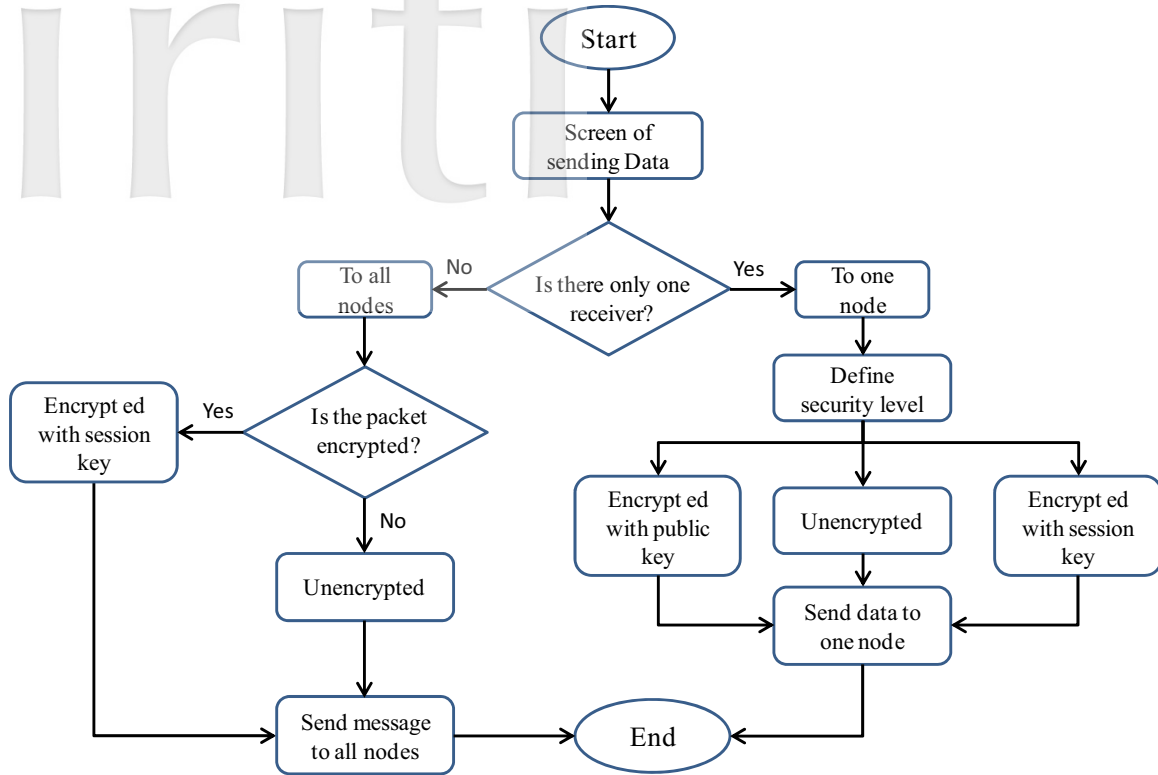 iriti
Start
Screen of
sending Data
Is there only one
receiver?
No
Yes
To all
nodes
To one
node
Define
security level
Is the packet
encrypted?
Yes
No
Encrypt ed
with session
key
Unencrypted
Send message
to all nodes
Encrypt ed
with public
key
Unencrypted
Encrypt ed
with session
key
Send data to
one node
End